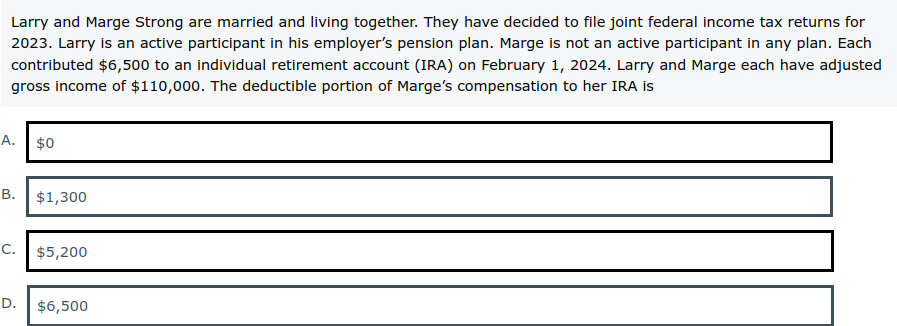 Larry and Marge Strong are married and living together. They have decided to file joint federal income tax returns for
2023. Larry is an active participant in his employer’s pension plan. Marge is not an active participant in any plan. Each
contributed $6,500 to an individual retirement account (IRA) on February 1, 2024. Larry and Marge each have adjusted
gross income of $110,000. The deductible portion of Marge’s compensation to her IRA is
A. $0
B. $1,300
C. $5,200
D. $6,500